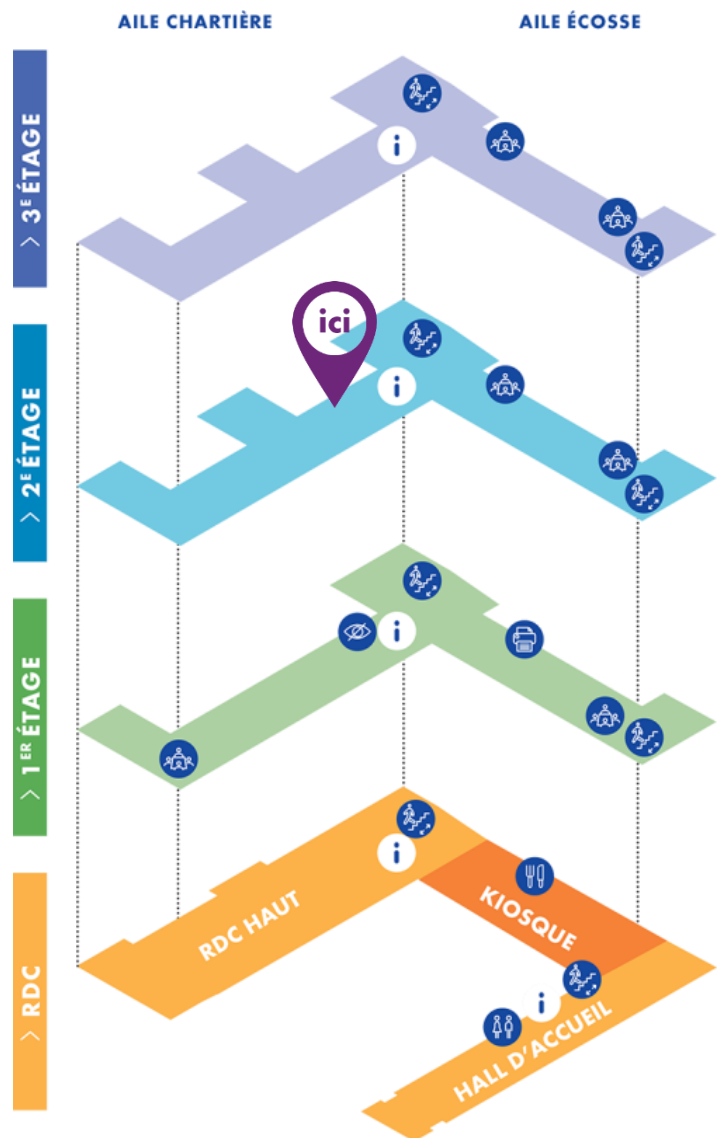 AILE CHARTIÈRE
AILE ÉCOSSE
> 3E ÉTAGE
i
ici
> 2E ÉTAGE
i
> 1ER ÉTAGE
i
> RDC
i
RDC HAUT
KIOSQUE
i
HALL D'ACCUEIL